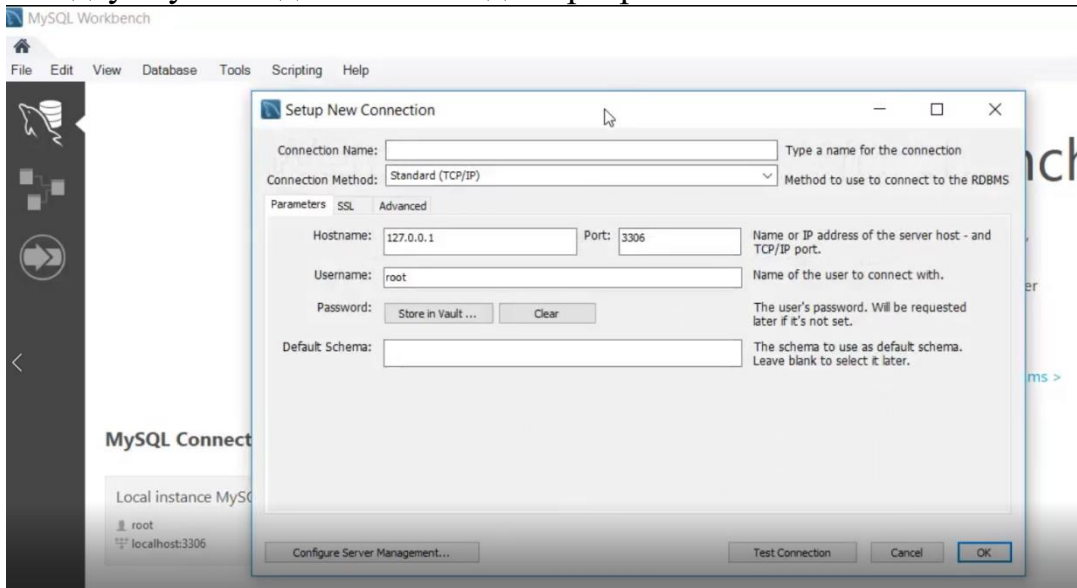 MySQL Workbench
File Edit View Database Tools Scripting Help
Setup New Connection
Connection Name: Type a name for the connection
Connection Method: Standard (TCP/IP) Method to use to connect to the RDBMS
Parameters SSL Advanced
Hostname: 127.0.0.1 Port: 3306 Name or IP address of the server host - and
TCP/IP port.
Username: root Name of the user to connect with.
Password: Store in Vault ... Clear The user's password. Will be requested
later if it's not set.
Default Schema: The schema to use as default schema.
Leave blank to select it later.
ms >
MySQL Connect
Local instance MySQ
root
localhost:3306
Configure Server Management... Test Connection Cancel OK